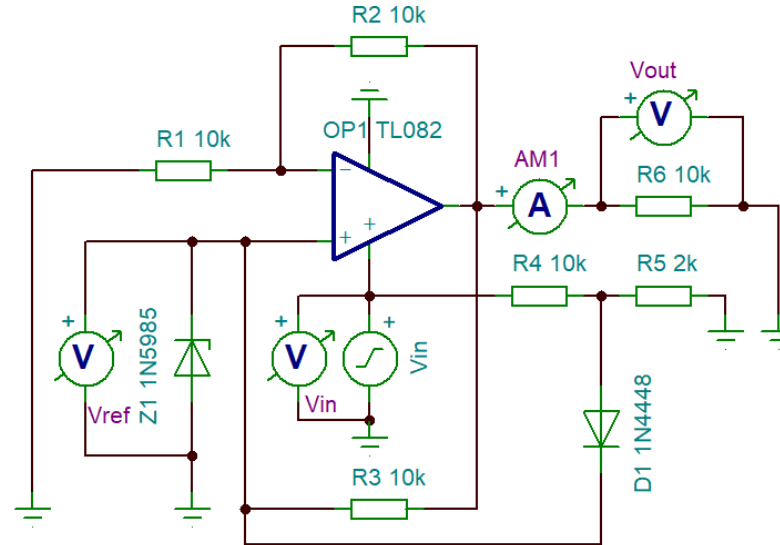 R2 10k
Vout
+
V
OP1 TL082
R1 10k
AM1
+
A
R6 10k
R4 10k
R5 2k
+
V
Vref
Z1 1N5985
+
V
Vin
+
Vin
D1 1N4448
R3 10k
−
+
+